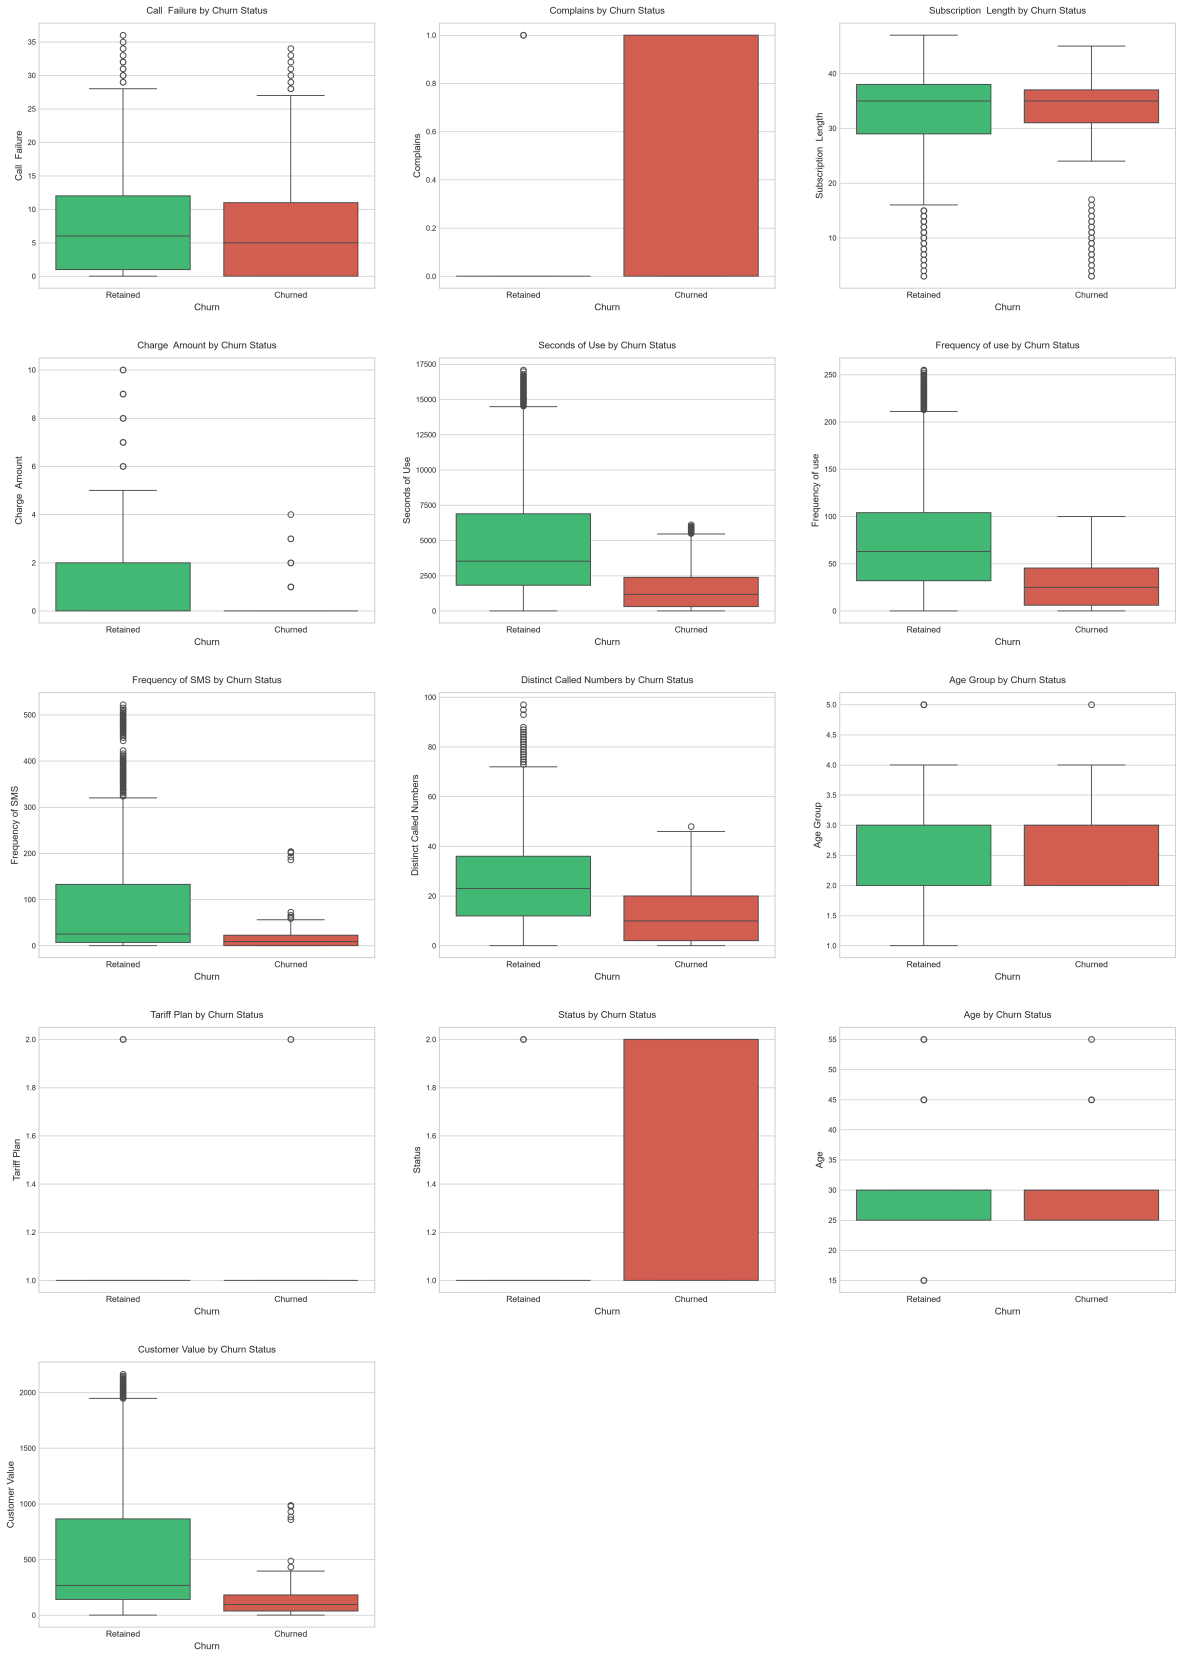 Call  Failure by Churn Status
Call  Failure
35
30
25
20
15
10
5
0
Retained
Churned
Churn
Complains by Churn Status
Complains
1.0
0.8
0.6
0.4
0.2
0.0
Retained
Churned
Churn
Subscription  Length by Churn Status
Subscription  Length
40
30
20
10
Retained
Churned
Churn
Charge  Amount by Churn Status
Charge  Amount
10
8
6
4
2
0
Retained
Churned
Churn
Seconds of Use by Churn Status
Seconds of Use
17500
15000
12500
10000
7500
5000
2500
0
Retained
Churned
Churn
Frequency of use by Churn Status
Frequency of use
250
200
150
100
50
0
Retained
Churned
Churn
Frequency of SMS by Churn Status
Frequency of SMS
500
400
300
200
100
0
Retained
Churned
Churn
Distinct Called Numbers by Churn Status
Distinct Called Numbers
100
80
60
40
20
0
Retained
Churned
Churn
Age Group by Churn Status
Age Group
5.0
4.5
4.0
3.5
3.0
2.5
2.0
1.5
1.0
Retained
Churned
Churn
Tariff Plan by Churn Status
Tariff Plan
2.0
1.8
1.6
1.4
1.2
1.0
Retained
Churned
Churn
Status by Churn Status
Status
2.0
1.8
1.6
1.4
1.2
1.0
Retained
Churned
Churn
Age by Churn Status
Age
55
50
45
40
35
30
25
20
15
Retained
Churned
Churn
Customer Value by Churn Status
Customer Value
2000
1500
1000
500
0
Retained
Churned
Churn